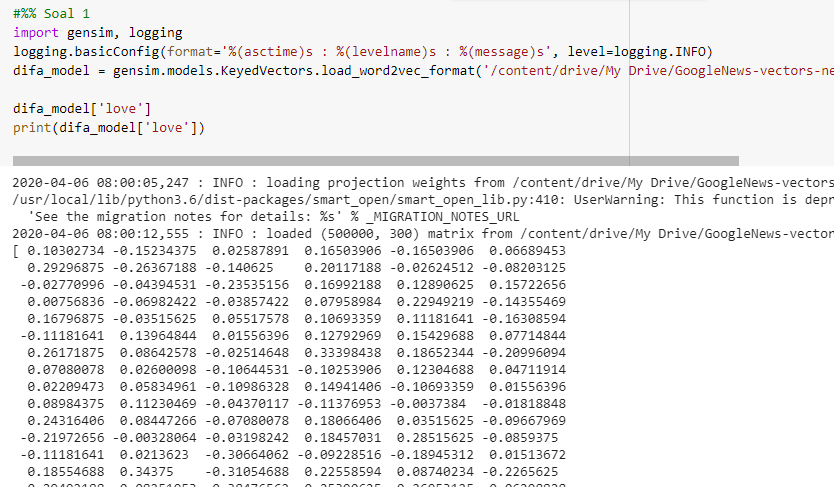 #%% Soal 1
import gensim, logging
logging.basicConfig(format='%(asctime)s : %(levelname)s : %(message)s', level=logging.INFO)
difa_model = gensim.models.KeyedVectors.load_word2vec_format('/content/drive/My Drive/GoogleNews-vectors-ne
difa_model['love']
print(difa_model['love'])
2020-04-06 08:00:05,247 : INFO : loading projection weights from /content/drive/My Drive/GoogleNews-vectors
/usr/local/lib/python3.6/dist-packages/smart_open/smart_open_lib.py:410: UserWarning: This function is depr
'See the migration notes for details: %s' % _MIGRATION_NOTES_URL
2020-04-06 08:00:12,555 : INFO : loaded (500000, 300) matrix from /content/drive/My Drive/GoogleNews-vector
[ 0.10302734 -0.15234375 0.02587891 0.16503906 -0.16503906 0.06689453
0.29296875 -0.26367188 -0.140625 0.20117188 -0.02624512 -0.08203125
-0.02770996 -0.04394531 -0.23535156 0.16992188 0.12890625 0.15722656
0.00756836 -0.06982422 -0.03857422 0.07958984 0.22949219 -0.14355469
0.16796875 -0.03515625 0.05517578 0.10693359 0.11181641 -0.16308594
-0.11181641 0.13964844 0.01556396 0.12792969 0.15429688 0.07714844
0.26171875 0.08642578 -0.02514648 0.33398438 0.18652344 -0.20996094
0.07080078 0.02600098 -0.10644531 -0.10253906 0.12304688 0.04711914
0.02209473 0.05834961 -0.10986328 0.14941406 -0.10693359 0.01556396
0.08984375 0.11230469 -0.04370117 -0.11376953 -0.0037384 -0.01818848
0.24316406 0.08447266 -0.07080078 0.18066406 0.03515625 -0.09667969
-0.21972656 -0.00328064 -0.03198242 0.18457031 0.28515625 -0.0859375
-0.11181641 0.0213623 -0.30664062 -0.09228516 -0.18945312 0.01513672
0.18554688 0.34375 -0.31054688 0.22558594 0.08740234 -0.2265625